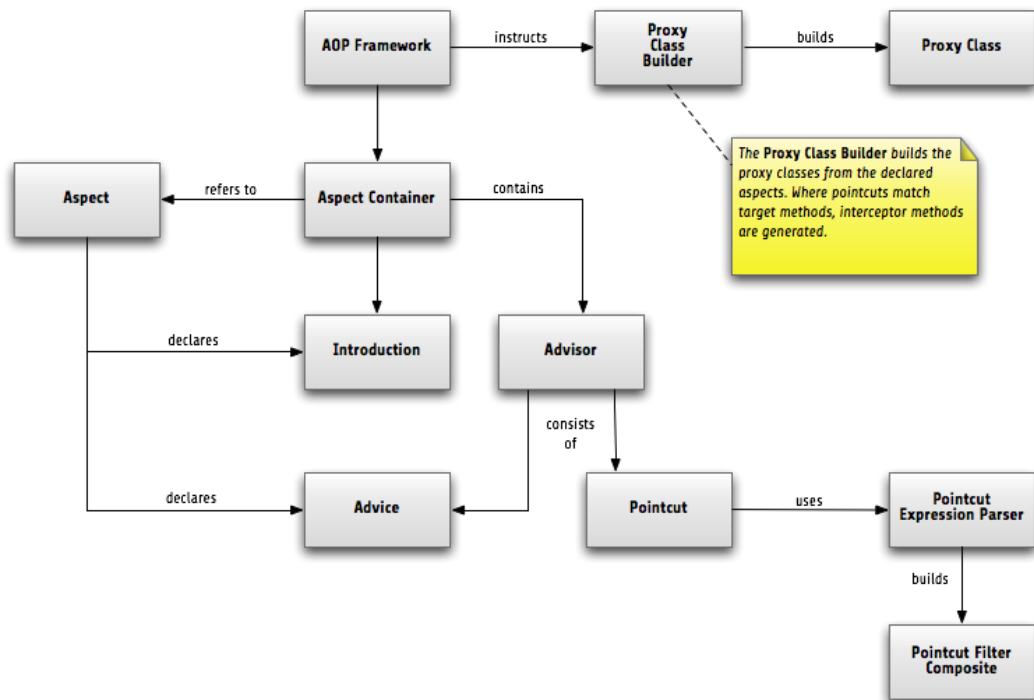 AOP Framework
instructs
Proxy
Class
Builder
builds
Proxy Class
The Proxy Class Builder builds the
proxy classes from the declared
aspects. Where pointcuts match
target methods, interceptor methods
are generated.
Aspect
refers to
Aspect Container
contains
declares
Introduction
Advisor
consists
of
declares
Advice
Pointcut
uses
Pointcut
Expression Parser
builds
Pointcut Filter
Composite